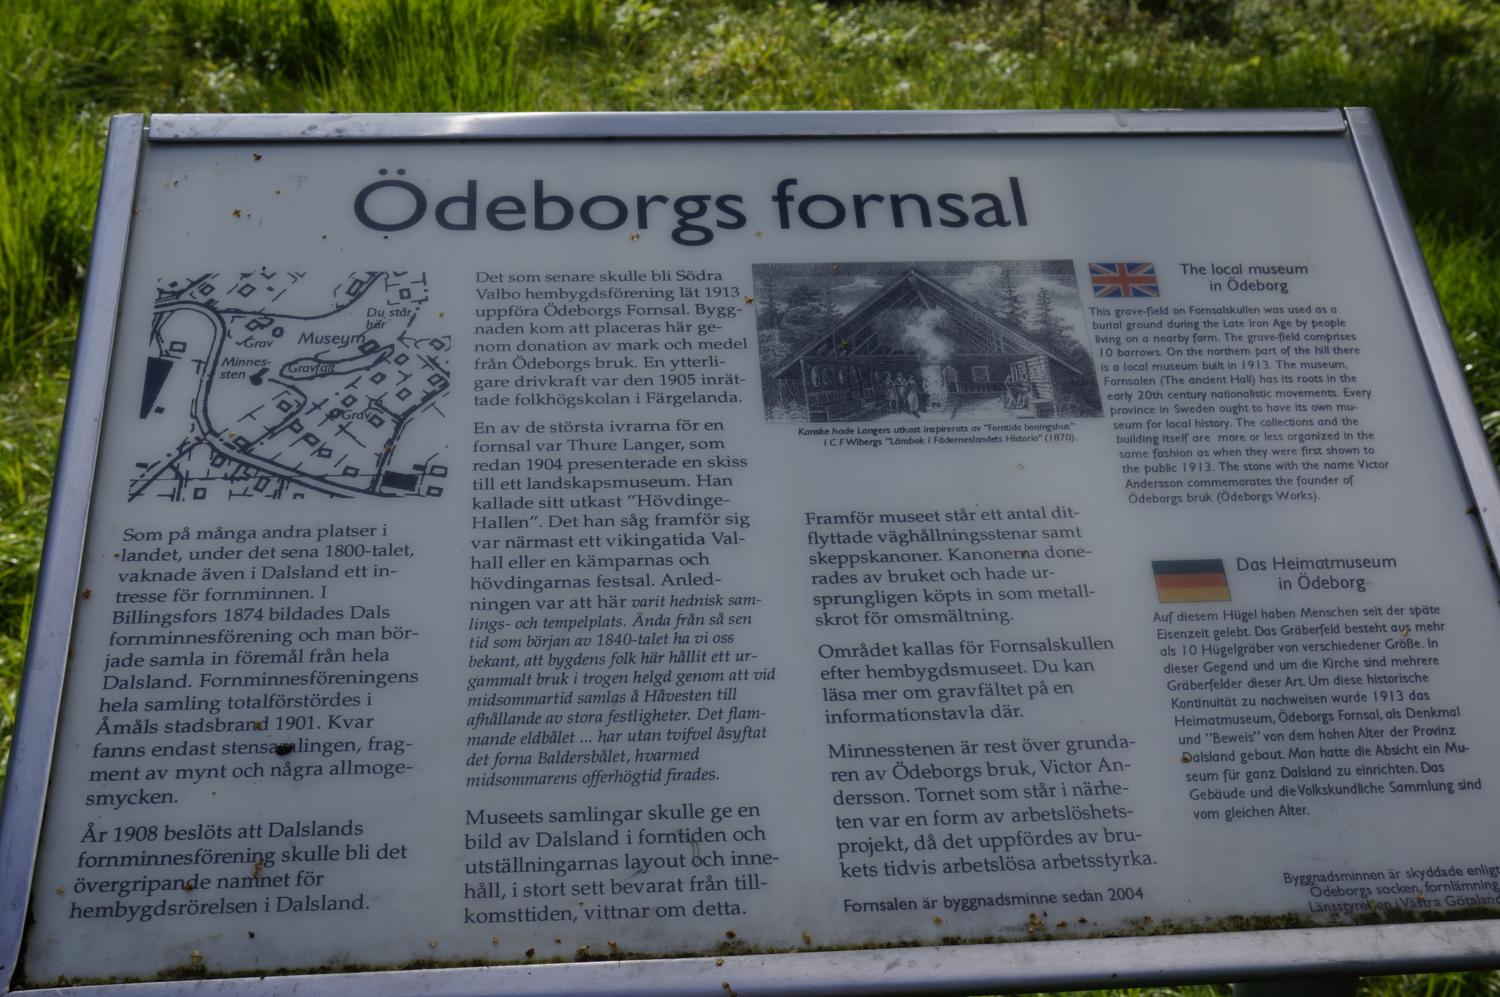 Ödeborgs fornsal
Du står
här
Museum
Grav
Minnes-
sten
Gravfält
Grav
Som på många andra platser i
landet, under det sena 1800-talet,
vaknade även i Dalsland ett in-
tresse för fornminnen. I
Billingsfors 1874 bildades Dals
fornminnesförening och man bör-
jade samla in föremål från hela
Dalsland. Fornminnesföreningens
hela samling totalförstördes i
Åmåls stadsbrand 1901. Kvar
fanns endast stensamlingen, frag-
ment av mynt och några allmoge-
smycken.
År 1908 beslöts att Dalslands
fornminnesförening skulle bli det
övergripande namnet för
hembygdsrörelsen i Dalsland.
Det som senare skulle bli Södra
Valbo hembygdsförening lät 1913
uppföra Ödeborgs Fornsal. Bygg-
naden kom att placeras här ge-
nom donation av mark och medel
från Ödeborgs bruk. En ytterli-
gare drivkraft var den 1905 inrät-
tade folkhögskolan i Färgelanda.
En av de största ivrarna för en
fornsal var Thure Langer, som
redan 1904 presenterade en skiss
till ett landskapsmuseum. Han
kallade sitt utkast "Hövdinge-
Hallen". Det han såg framför sig
var närmast ett vikingatida Val-
hall eller en kämparnas och
hövdingarnas festsal. Anled-
ningen var att här varit hednisk sam-
lings- och tempelplats. Ända från så sen
tid som början av 1840-talet ha vi oss
bekant, att bygdens folk här hållit ett ur-
gammalt bruk i trogen helgd genom att vid
midsommartid samlas å Håvesten till
afhållande av stora festligheter. Det flam-
mande eldbålet ... har utan tvifvel åsyftat
det forna Baldersbålet, hvarmed
midsommarens offerhögtid firades.
Museets samlingar skulle ge en
bild av Dalsland i forntiden och
utställningarnas layout och inne-
håll, i stort sett bevarat från till-
komsttiden, vittnar om detta.
Kanske hade Langers utkast inspirerats av "Forntida boningshus"
i C F Wibergs "Lärobok i Fäderneslandets Historia" (1870).
Framför museet står ett antal dit-
flyttade väghållningsstenar samt
skeppskanoner. Kanonerna done-
rades av bruket och hade ur-
sprungligen köpts in som metall-
skrot för omsmältning.
Området kallas för Fornsalskullen
efter hembygdsmuseet. Du kan
läsa mer om gravfältet på en
informationstavla där.
Minnesstenen är rest över grunda-
ren av Ödeborgs bruk, Victor An-
dersson. Tornet som står i närhe-
ten var en form av arbetslöshets-
projekt, då det uppfördes av bru-
kets tidvis arbetslösa arbetsstyrka.
Fornsalen är byggnadsminne sedan 2004
The local museum
in Ödeborg
This grave-field on Fornsalskullen was used as a
burial ground during the Late Iron Age by people
living on a nearby farm. The grave-field comprises
10 barrows. On the northern part of the hill there
is a local museum built in 1913. The museum,
Fornsalen (The ancient Hall) has its roots in the
early 20th century nationalistic movements. Every
province in Sweden ought to have its own mu-
seum for local history. The collections and the
building itself are more or less organized in the
same fashion as when they were first shown to
the public 1913. The stone with the name Victor
Andersson commemorates the founder of
Ödeborgs bruk (Ödeborgs Works).
Das Heimatmuseum
in Ödeborg
Auf diesem Hügel haben Menschen seit der späte
Eisenzeit gelebt. Das Gräberfeld besteht aus mehr
als 10 Hügelgräber von verschiedener Größe. In
dieser Gegend und um die Kirche sind mehrere
Gräberfelder dieser Art. Um diese historische
Kontinuität zu nachweisen wurde 1913 das
Heimatmuseum, Ödeborgs Fornsal, als Denkmal
und "Beweis" von dem hohen Alter der Provinz
Dalsland gebaut. Man hatte die Absicht ein Mu-
seum für ganz Dalsland zu einrichten. Das
Gebäude und die Volkskundliche Sammlung sind
vom gleichen Alter.
Byggnadsminnen är skyddade enligt
Ödeborgs socken, fornlämning
Länsstyrelsen i Västra Götaland